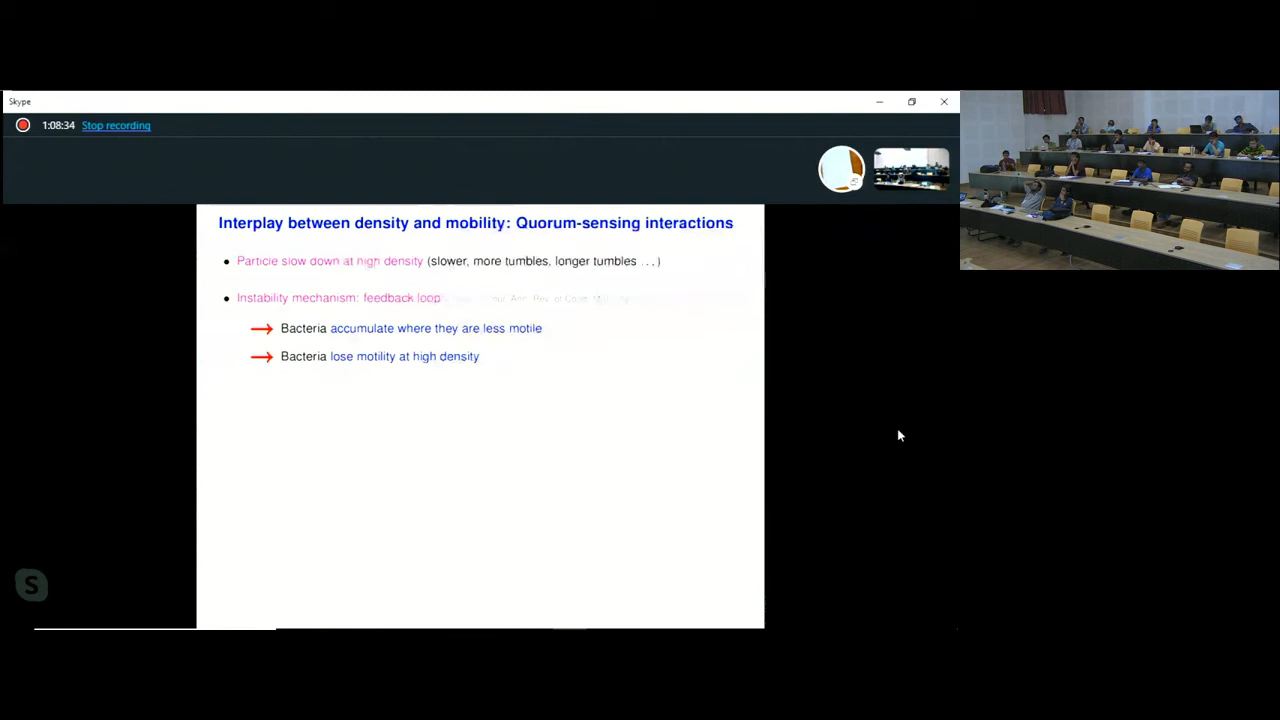 Skype
1:08:34 Stop recording
Interplay between density and mobility: Quorum-sensing interactions
• Particle slow down at high density (slower, more tumbles, longer tumbles ...)
• Instability mechanism: feedback loop
→ Bacteria accumulate where they are less motile
→ Bacteria lose motility at high density
S